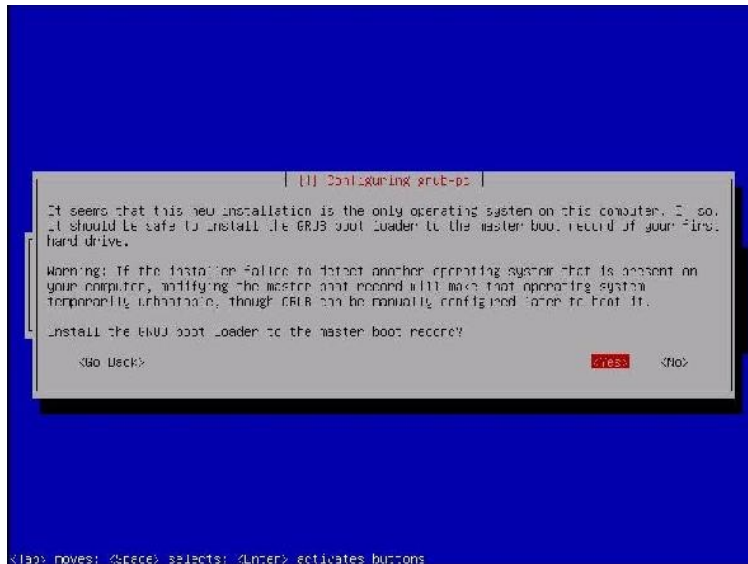 [!] Configuring grub-pc
It seems that this new installation is the only operating system on this computer. If so,
it should be safe to install the GRUB boot loader to the master boot record of your first
hard drive.
Warning: If the installer failed to detect another operating system that is present on
your computer, modifying the master boot record will make that operating system
temporarily unbootable, though GRUB can be manually configured later to boot it.
Install the GRUB boot loader to the master boot record?
<Go Back> <Yes> <No>
<Tab> moves; <Space> selects; <Enter> activates buttons